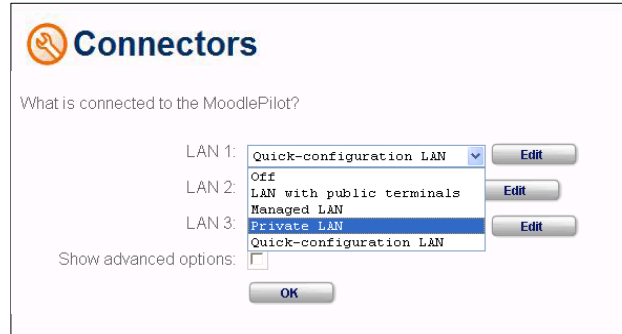 Connectors
What is connected to the MoodlePilot?
LAN 1: Quick-configuration LAN Edit
Off
LAN 2: LAN with public terminals Edit
Managed LAN
LAN 3: Private LAN Edit
Quick-configuration LAN
Show advanced options:
OK